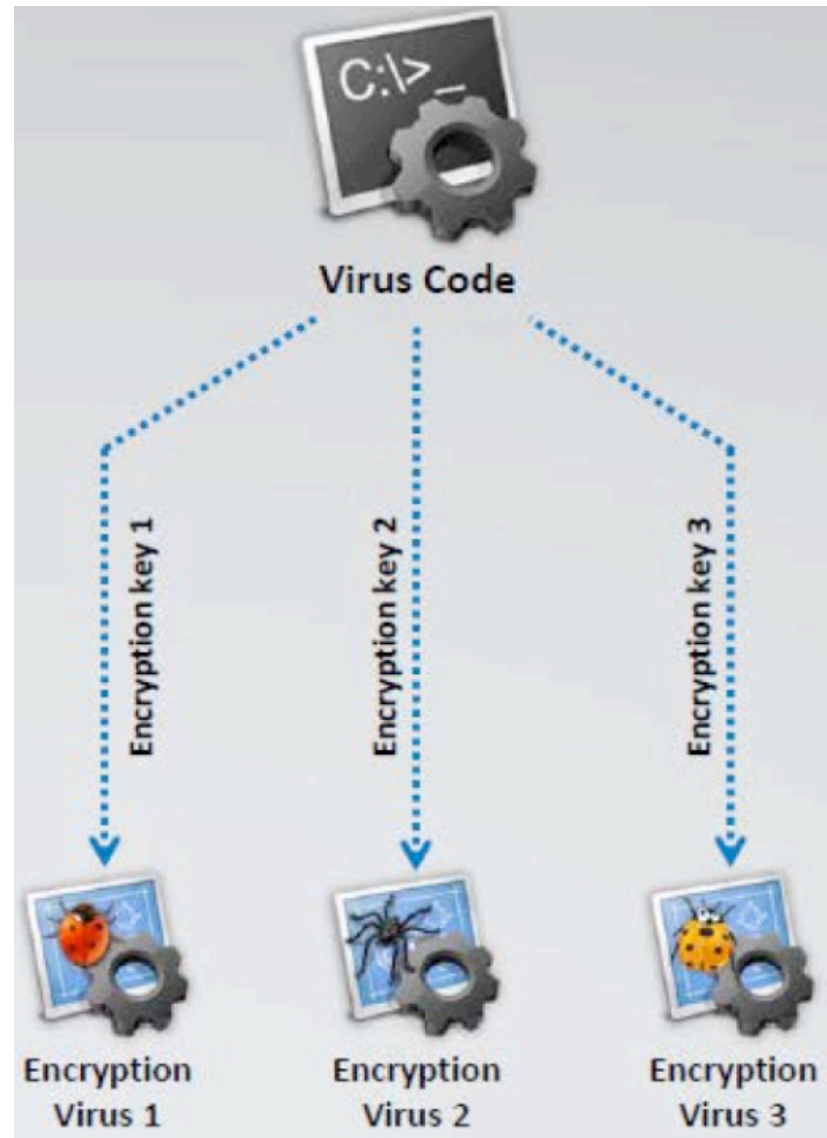 C:\>_
Virus Code
Encryption key 1
Encryption key 2
Encryption key 3
Encryption
Virus 1
Encryption
Virus 2
Encryption
Virus 3